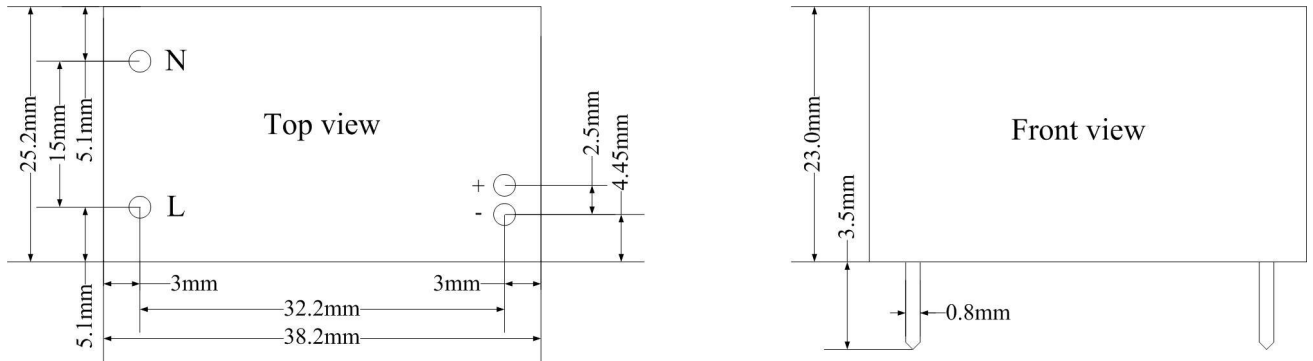 N
Top view
25.2mm
15mm
5.1mm
2.5mm
4.45mm
+
-
L
5.1mm
3mm
3mm
32.2mm
38.2mm
Front view
23.0mm
3.5mm
0.8mm